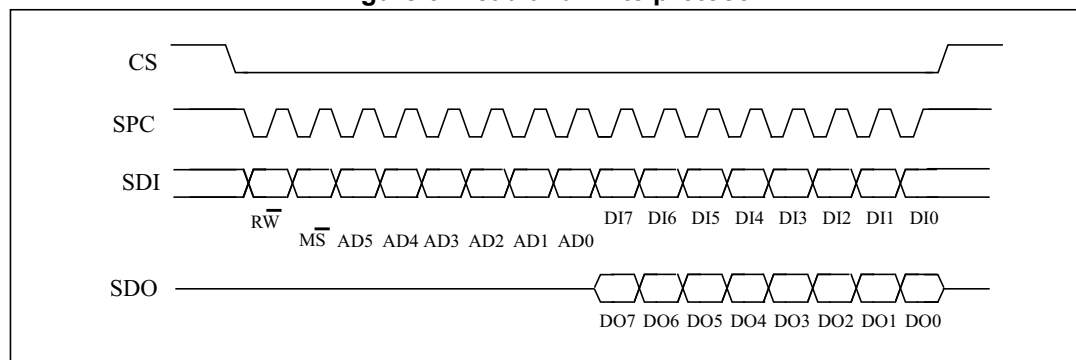 CS
SPC
SDI
RW
DI7 DI6 DI5 DI4 DI3 DI2 DI1 DI0
MS AD5 AD4 AD3 AD2 AD1 AD0
SDO
DO7 DO6 DO5 DO4 DO3 DO2 DO1 DO0